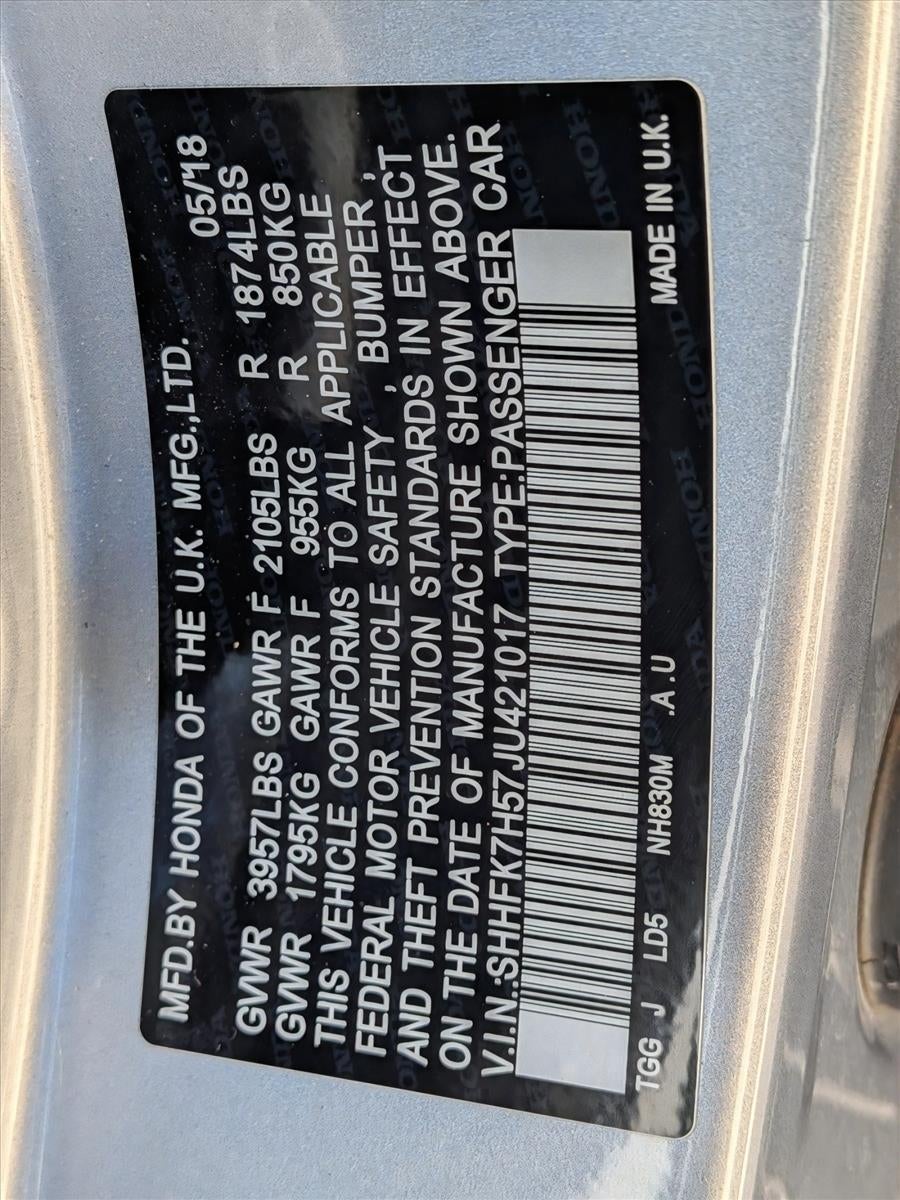 MFD.BY HONDA OF THE U.K. MFG.,LTD. 05/18
GVWR 3957LBS GAWR F 2105LBS R 1874LBS
GVWR 1795KG GAWR F 955KG R 850KG
THIS VEHICLE CONFORMS TO ALL APPLICABLE
FEDERAL MOTOR VEHICLE SAFETY , BUMPER ,
AND THEFT PREVENTION STANDARDS IN EFFECT
ON THE DATE OF MANUFACTURE SHOWN ABOVE.
V.I.N.:SHHFK7H57JU421017 TYPE:PASSENGER CAR
TGG J LD5 NH830M .A.U MADE IN U.K.